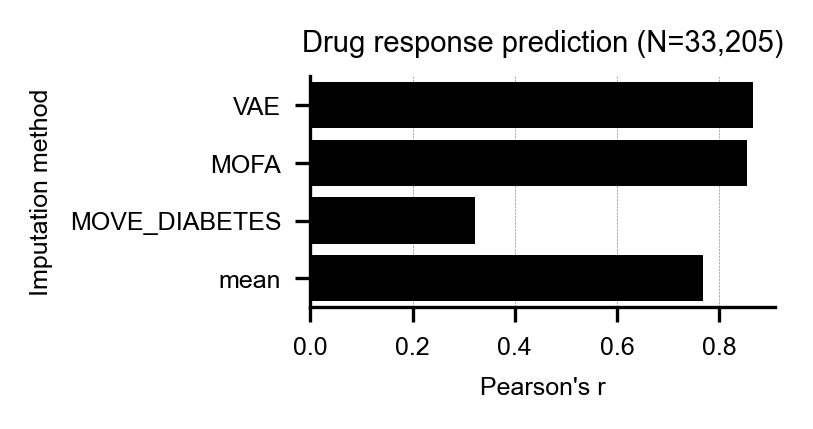 Drug response prediction (N=33,205)
Imputation method
VAE
MOFA
MOVE_DIABETES
mean
0.0 0.2 0.4 0.6 0.8
Pearson's r